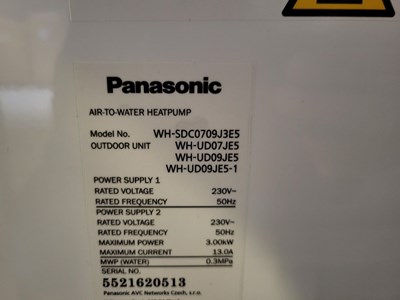 Panasonic
AIR-TO-WATER HEATPUMP
Model No. WH-SDC0709J3E5
OUTDOOR UNIT WH-UD07JE5
WH-UD09JE5
WH-UD09JE5-1
POWER SUPPLY 1
RATED VOLTAGE 230V~
RATED FREQUENCY 50Hz
POWER SUPPLY 2
RATED VOLTAGE 230V~
RATED FREQUENCY 50Hz
MAXIMUM POWER 3.00kW
MAXIMUM CURRENT 13.0A
MWP (WATER) 0.3MPa
SERIAL NO.
5521620513
Panasonic AVC Networks Czech, s.r.o.